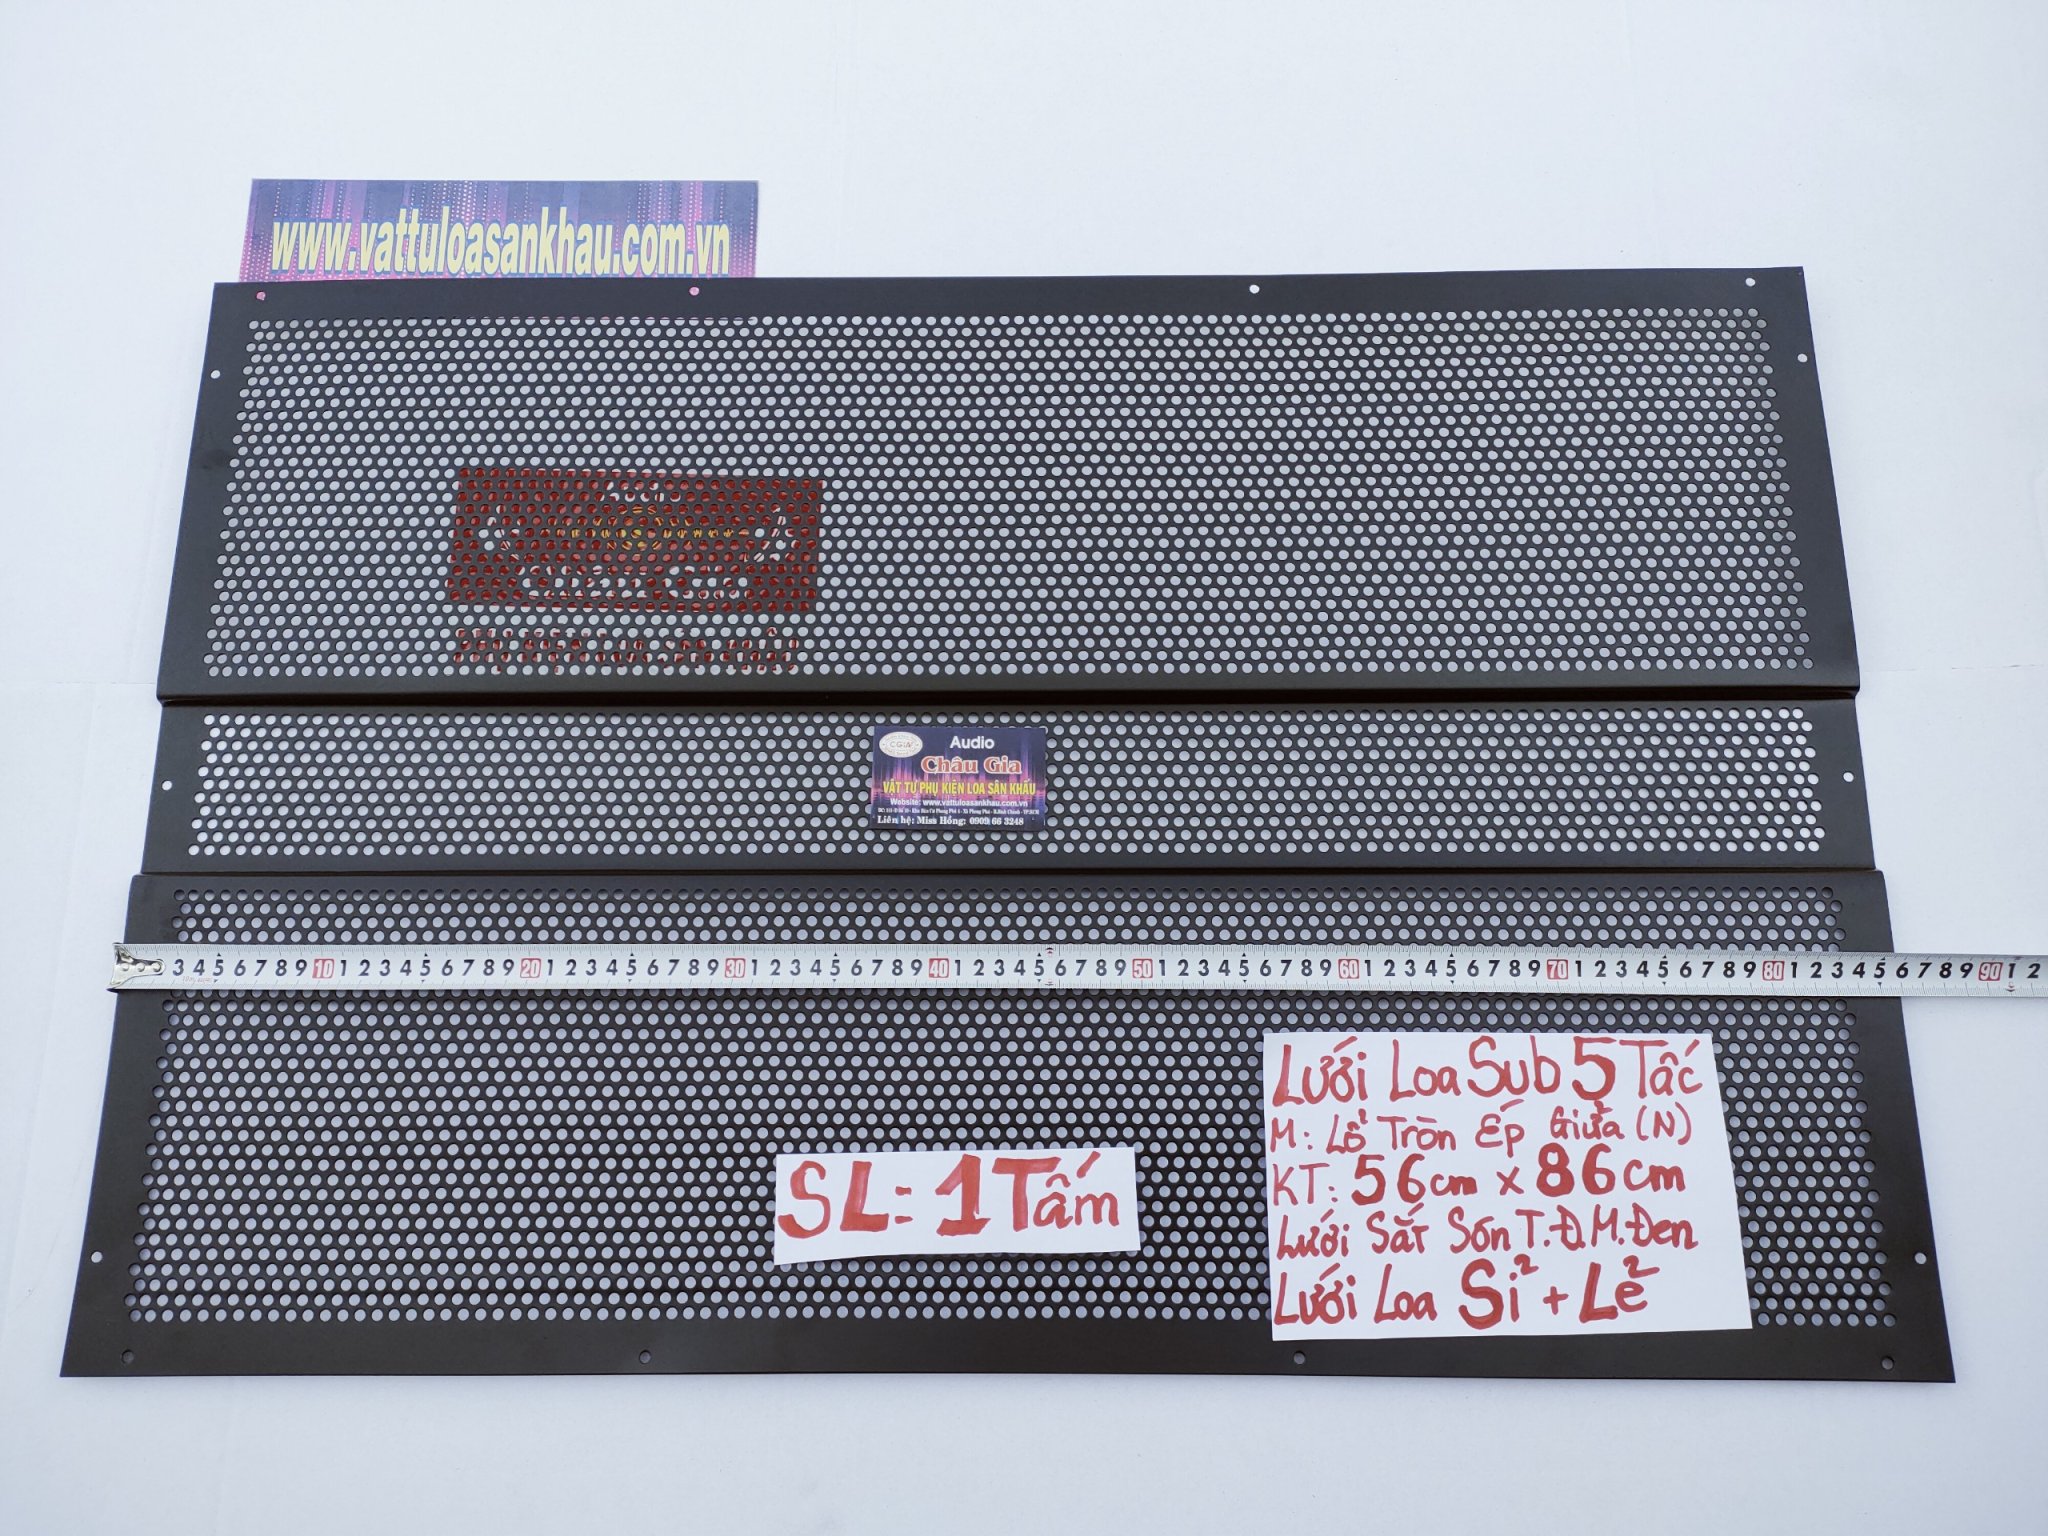 www.vattuloasankhau.com.vn
Châu Gia
CGIA
Audio
Châu Gia
VẬT TƯ PHỤ KIỆN LOA SÂN KHẤU
Website: www.vattuloasankhau.com.vn
Liên hệ: Miss Hồng: 0909 66 3248
3 4 5 6 7 8 9 10 1 2 3 4 5 6 7 8 9 20 1 2 3 4 5 6 7 8 9 30 1 2 3 4 5 6 7 8 9 40 1 2 3 4 5 6 7 8 9 50 1 2 3 4 5 6 7 8 9 60 1 2 3 4 5 6 7 8 9 70 1 2 3 4 5 6 7 8 9 80 1 2 3 4 5 6 7 8 9 90 1 2
Lưới Loa Sub 5 Tấc
M: Lổ Tròn Ép Giửa (N)
KT: 56cm x 86cm
Lưới Sắt Sơn T.Đ.M.Đen
Lưới Loa Si² + Lẽ²
SL: 1 Tấm